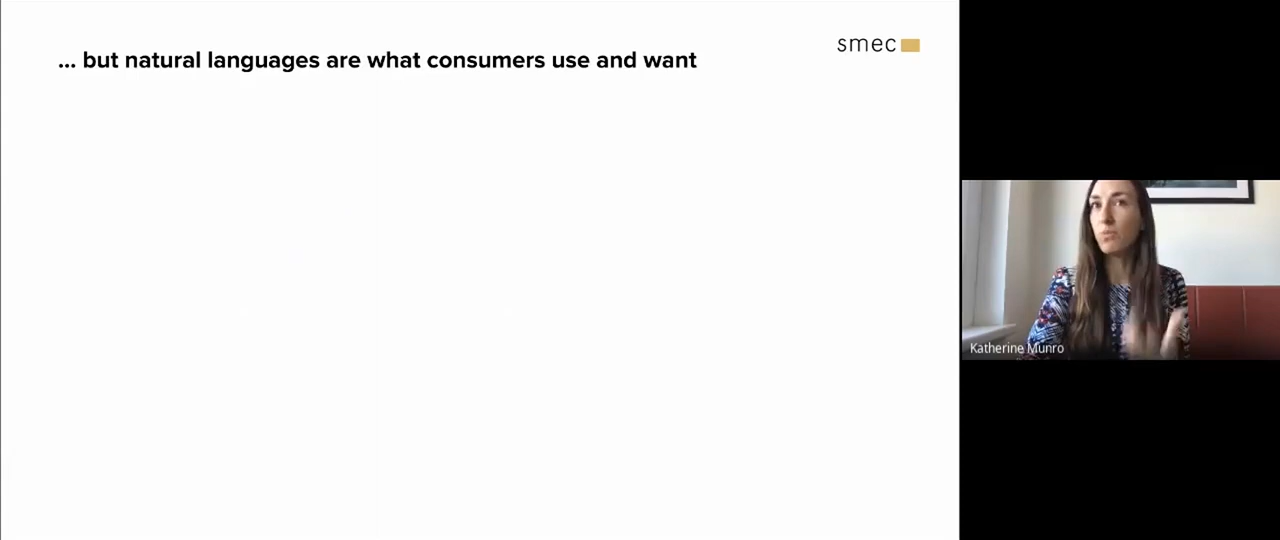 ... but natural languages are what consumers use and want
smec
Katherine Munro